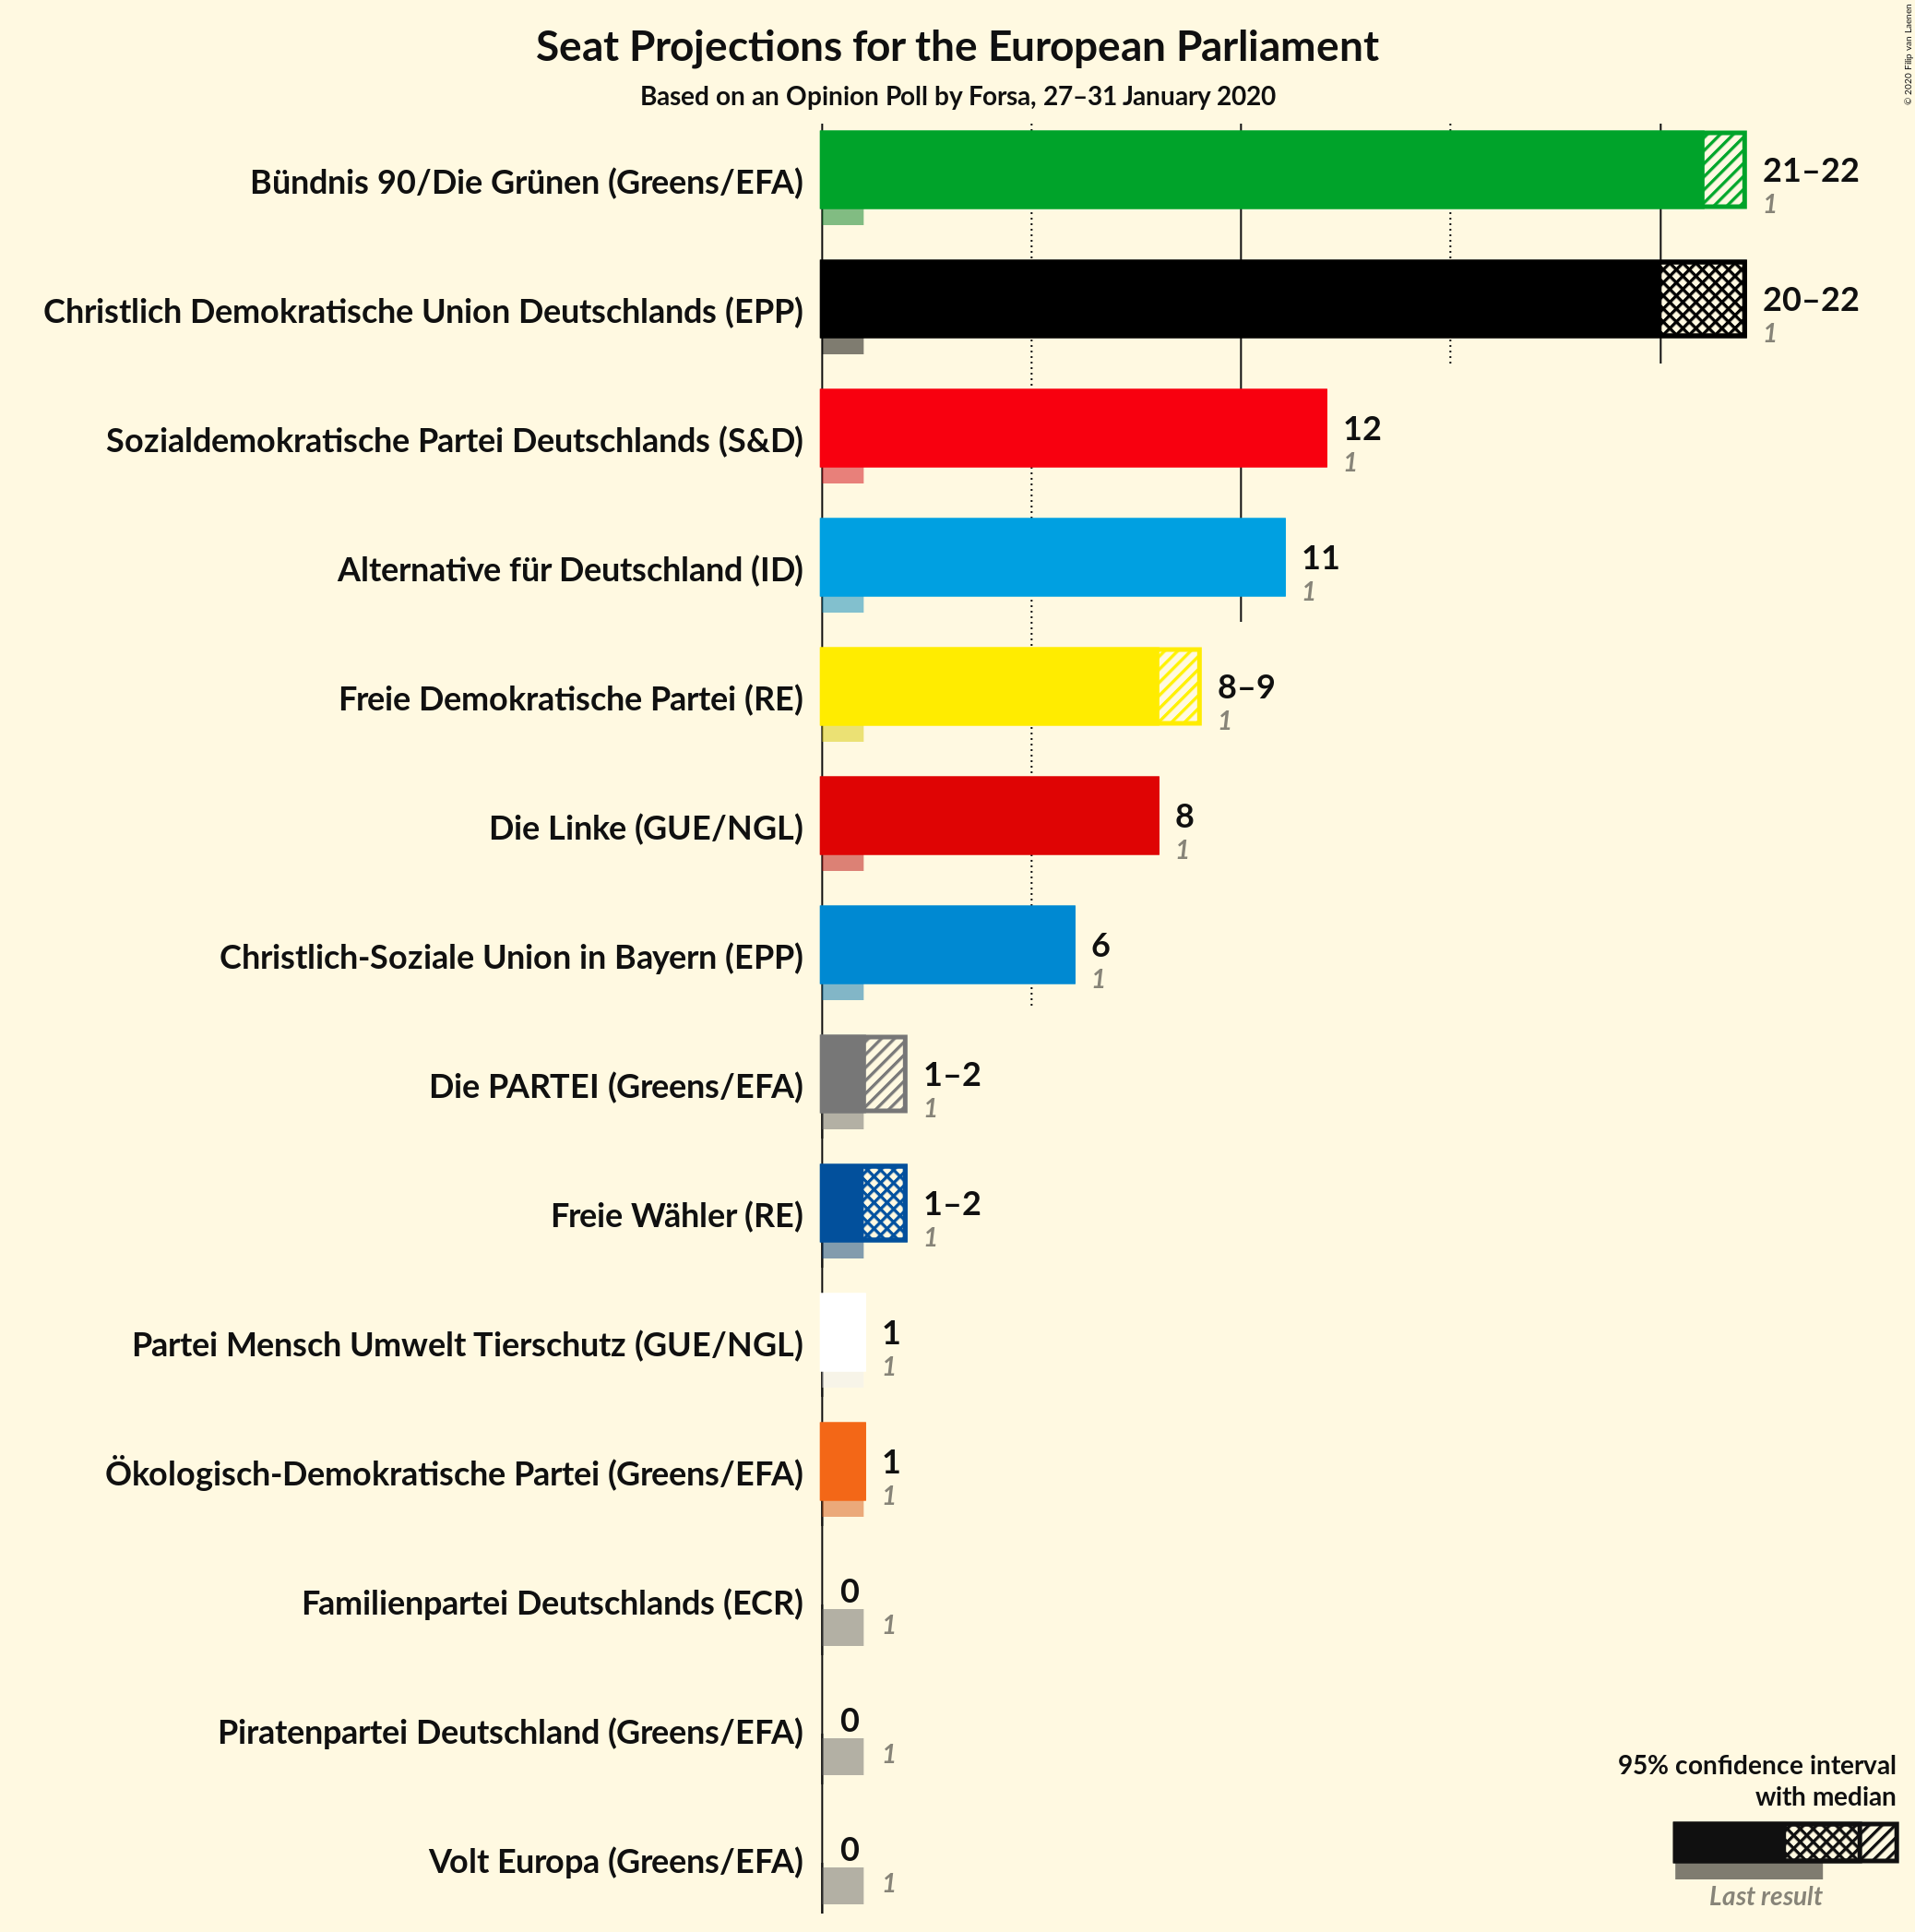 Seat Projections for the European Parliament
Based on an Opinion Poll by Forsa, 27–31 January 2020
© 2020 Filip van Laenen
Bündnis 90/Die Grünen (Greens/EFA)
21–22
1
Christlich Demokratische Union Deutschlands (EPP)
20–22
1
Sozialdemokratische Partei Deutschlands (S&D)
12
1
Alternative für Deutschland (ID)
11
1
Freie Demokratische Partei (RE)
8–9
1
Die Linke (GUE/NGL)
8
1
Christlich-Soziale Union in Bayern (EPP)
6
1
Die PARTEI (Greens/EFA)
1–2
1
Freie Wähler (RE)
1–2
1
Partei Mensch Umwelt Tierschutz (GUE/NGL)
1
1
Ökologisch-Demokratische Partei (Greens/EFA)
1
1
Familienpartei Deutschlands (ECR)
0
1
Piratenpartei Deutschland (Greens/EFA)
0
1
Volt Europa (Greens/EFA)
0
1
95% confidence interval
with median
Last result